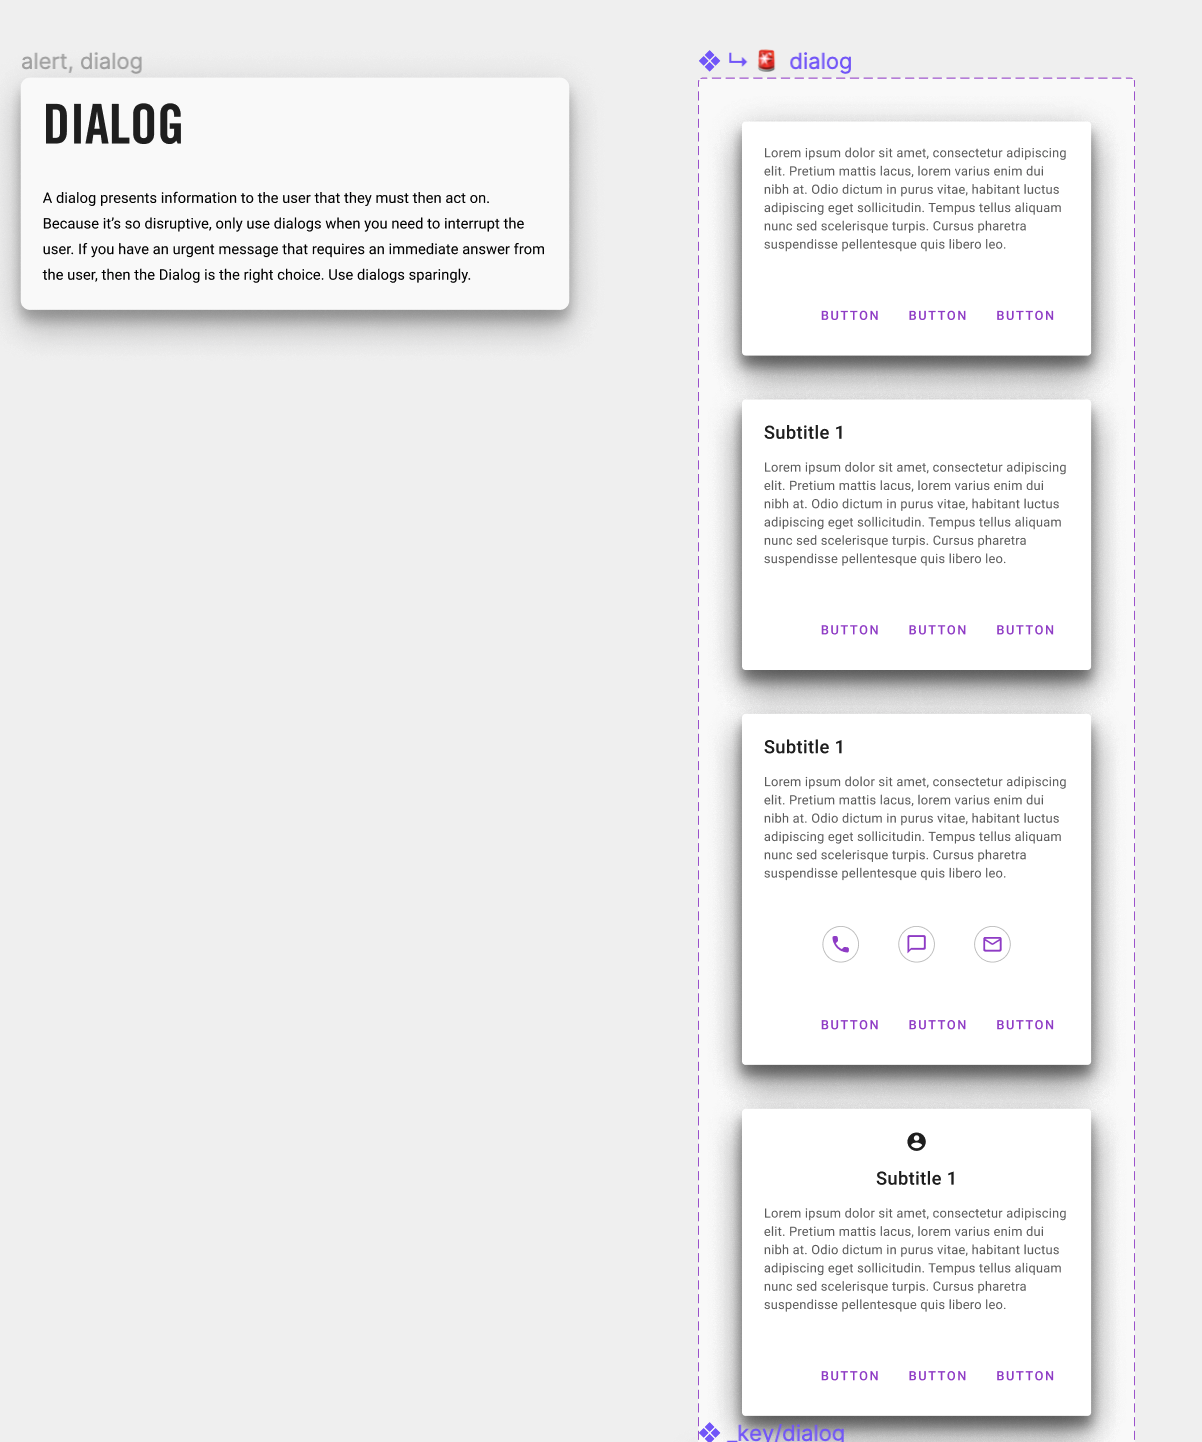 alert, dialog
DIALOG
A dialog presents information to the user that they must then act on.
Because it’s so disruptive, only use dialogs when you need to interrupt the
user. If you have an urgent message that requires an immediate answer from
the user, then the Dialog is the right choice. Use dialogs sparingly.
dialog
Lorem ipsum dolor sit amet, consectetur adipiscing
elit. Pretium mattis lacus, lorem varius enim dui
nibh at. Odio dictum in purus vitae, habitant luctus
adipiscing eget sollicitudin. Tempus tellus aliquam
nunc sed scelerisque turpis. Cursus pharetra
suspendisse pellentesque quis libero leo.
BUTTON BUTTON BUTTON
Subtitle 1
Lorem ipsum dolor sit amet, consectetur adipiscing
elit. Pretium mattis lacus, lorem varius enim dui
nibh at. Odio dictum in purus vitae, habitant luctus
adipiscing eget sollicitudin. Tempus tellus aliquam
nunc sed scelerisque turpis. Cursus pharetra
suspendisse pellentesque quis libero leo.
BUTTON BUTTON BUTTON
Subtitle 1
Lorem ipsum dolor sit amet, consectetur adipiscing
elit. Pretium mattis lacus, lorem varius enim dui
nibh at. Odio dictum in purus vitae, habitant luctus
adipiscing eget sollicitudin. Tempus tellus aliquam
nunc sed scelerisque turpis. Cursus pharetra
suspendisse pellentesque quis libero leo.
BUTTON BUTTON BUTTON
Subtitle 1
Lorem ipsum dolor sit amet, consectetur adipiscing
elit. Pretium mattis lacus, lorem varius enim dui
nibh at. Odio dictum in purus vitae, habitant luctus
adipiscing eget sollicitudin. Tempus tellus aliquam
nunc sed scelerisque turpis. Cursus pharetra
suspendisse pellentesque quis libero leo.
BUTTON BUTTON BUTTON
_key/dialog